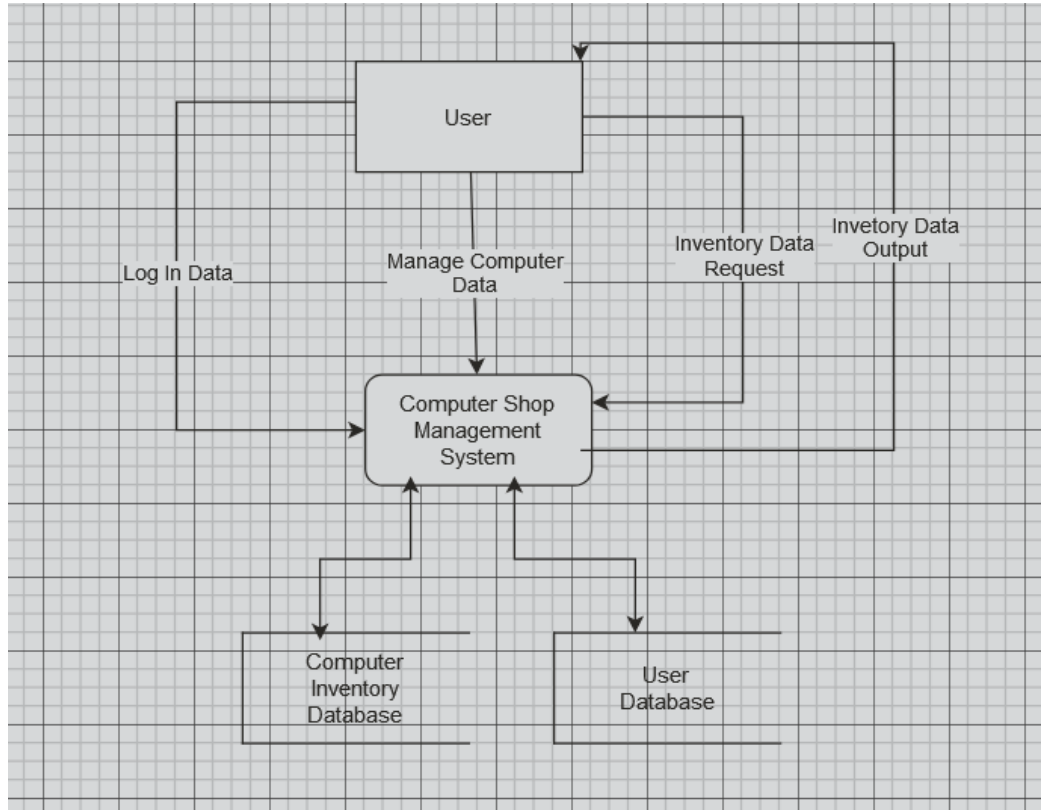 User
Log In Data
Manage Computer
Data
Inventory Data
Request
Invetory Data
Output
Computer Shop
Management
System
Computer
Inventory
Database
User
Database